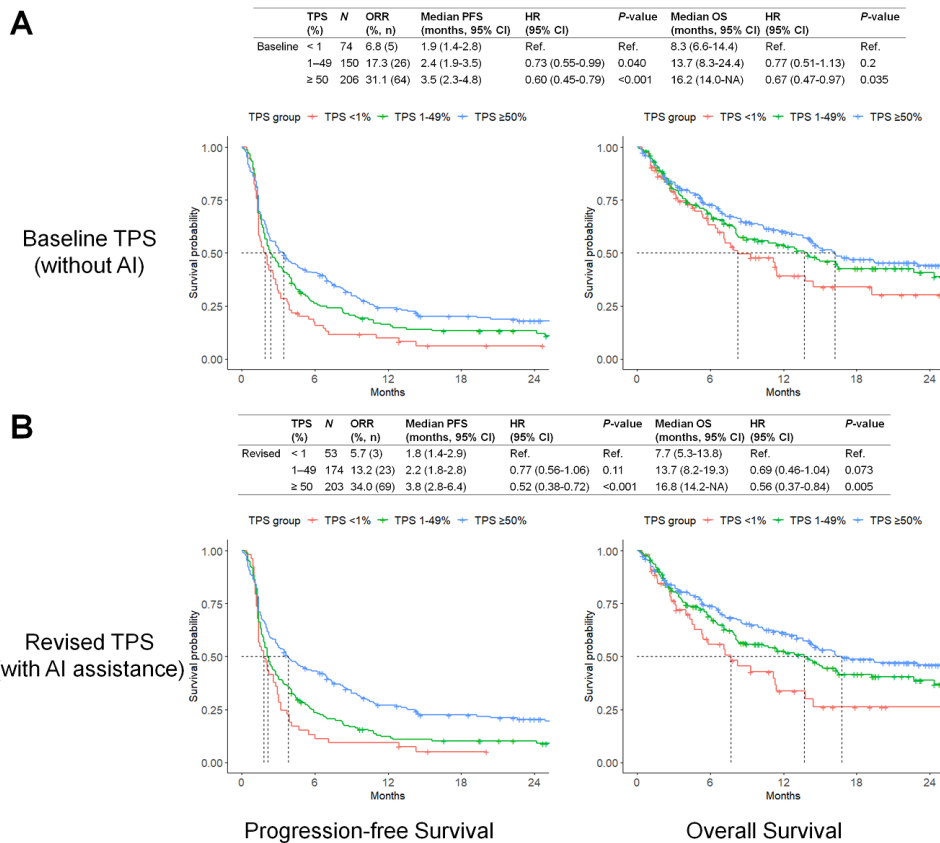 A
TPS (%) N ORR (%, n) Median PFS (months, 95% CI) HR (95% CI) P-value Median OS (months, 95% CI) HR (95% CI) P-value
Baseline < 1 74 6.8 (5) 1.9 (1.4-2.8) Ref. Ref. 8.3 (6.6-14.4) Ref. Ref.
1–49 150 17.3 (26) 2.4 (1.9-3.5) 0.73 (0.55-0.99) 0.040 13.7 (8.3-24.4) 0.77 (0.51-1.13) 0.2
≥ 50 206 31.1 (64) 3.5 (2.3-4.8) 0.60 (0.45-0.79) <0.001 16.2 (14.0-NA) 0.67 (0.47-0.97) 0.035
Baseline TPS
(without AI)
TPS group TPS <1% TPS 1-49% TPS ≥50%
Survival probability
1.00
0.75
0.50
0.25
0.00
0 6 12 18 24
Months
TPS group TPS <1% TPS 1-49% TPS ≥50%
Survival probability
1.00
0.75
0.50
0.25
0.00
0 6 12 18 24
Months
B
TPS (%) N ORR (%, n) Median PFS (months, 95% CI) HR (95% CI) P-value Median OS (months, 95% CI) HR (95% CI) P-value
Revised < 1 53 5.7 (3) 1.8 (1.4-2.9) Ref. Ref. 7.7 (5.3-13.8) Ref. Ref.
1–49 174 13.2 (23) 2.2 (1.8-2.8) 0.77 (0.56-1.06) 0.11 13.7 (8.2-19.3) 0.69 (0.46-1.04) 0.073
≥ 50 203 34.0 (69) 3.8 (2.8-6.4) 0.52 (0.38-0.72) <0.001 16.8 (14.2-NA) 0.56 (0.37-0.84) 0.005
Revised TPS
with AI assistance)
TPS group TPS <1% TPS 1-49% TPS ≥50%
Survival probability
1.00
0.75
0.50
0.25
0.00
0 6 12 18 24
Months
TPS group TPS <1% TPS 1-49% TPS ≥50%
Survival probability
1.00
0.75
0.50
0.25
0.00
0 6 12 18 24
Months
Progression-free Survival
Overall Survival